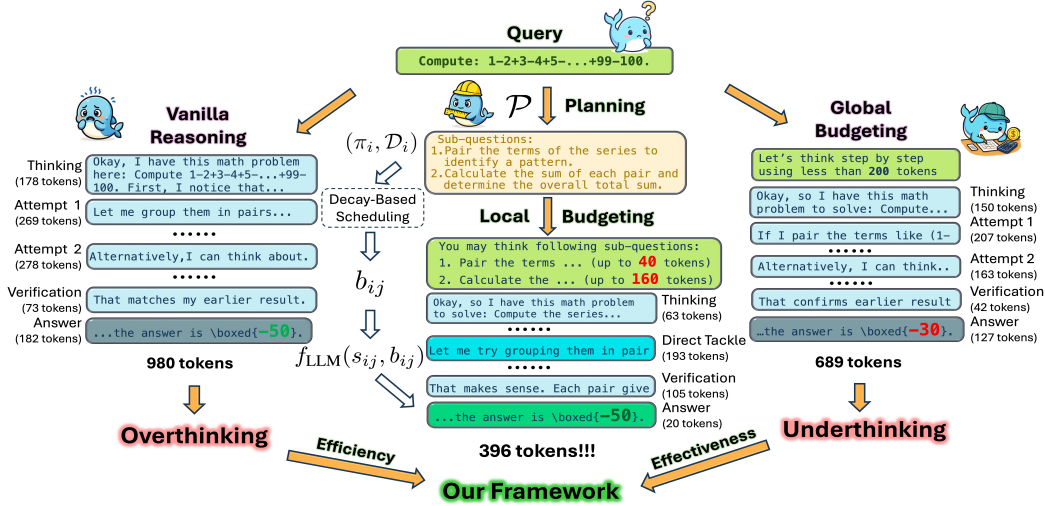 Query
Compute: 1-2+3-4+5-...+99-100.
Vanilla
Reasoning
Thinking
(178 tokens)
Okay, I have this math problem
here: Compute 1-2+3-4+5-...+99-
100. First, I notice that...
Attempt 1
(269 tokens)
Let me group them in pairs...
......
Attempt 2
(278 tokens)
Alternatively,I can think about.
......
Verification
(73 tokens)
That matches my earlier result.
Answer
(182 tokens)
...the answer is \boxed{-50}.
980 tokens
Overthinking
P
Planning
(πᵢ, Dᵢ)
Sub-questions:
1.Pair the terms of the series to
identify a pattern.
2.Calculate the sum of each pair and
determine the overall total sum.
Decay-Based
Scheduling
Local Budgeting
bᵢⱼ
f_LLM(sᵢⱼ, bᵢⱼ)
You may think following sub-questions:
1. Pair the terms ... (up to 40 tokens)
2. Calculate the ... (up to 160 tokens)
Okay, so I have this math problem
to solve: Compute the series...
Thinking
(63 tokens)
......
Let me try grouping them in pair
Direct Tackle
(193 tokens)
......
That makes sense. Each pair give
Verification
(105 tokens)
...the answer is \boxed{-50}.
Answer
(20 tokens)
396 tokens!!!
Global
Budgeting
Let's think step by step
using less than 200 tokens
Okay, so I have this math
problem to solve: Compute...
Thinking
(150 tokens)
If I pair the terms like (1-
Attempt 1
(207 tokens)
......
Alternatively, I can think..
Attempt 2
(163 tokens)
......
That confirms earlier result
Verification
(42 tokens)
…the answer is \boxed{-30}.
Answer
(127 tokens)
689 tokens
Underthinking
Efficiency
Effectiveness
Our Framework